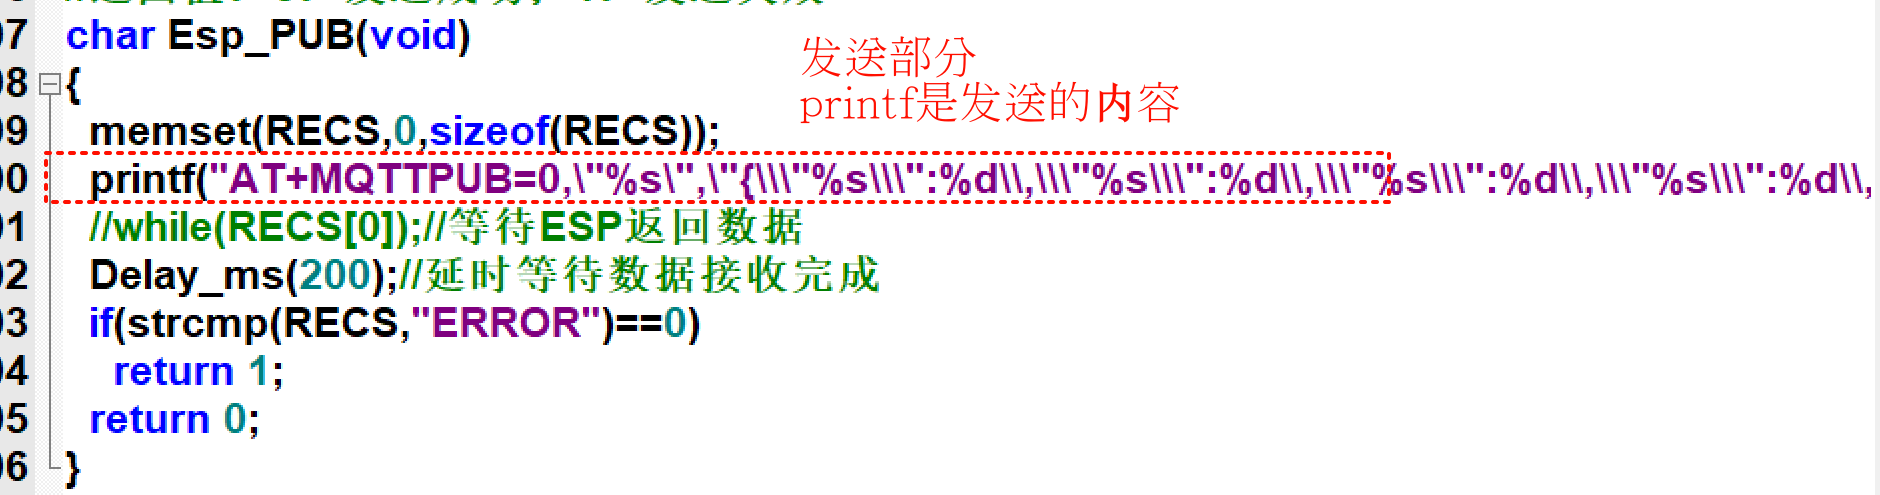 07 char Esp_PUB(void)
发送部分
08 {
printf是发送的内容
09 memset(RECS,0,sizeof(RECS));
00 printf("AT+MQTTPUB=0,\"%s\",\"{\\\"%s\\\":%d\\,\\\"%s\\\":%d\\,\\\"%s\\\":%d\\,\\\"%s\\\":%d\\,
01 //while(RECS[0]);//等待ESP返回数据
02 Delay_ms(200);//延时等待数据接收完成
03 if(strcmp(RECS,"ERROR")==0)
04 return 1;
05 return 0;
06 }